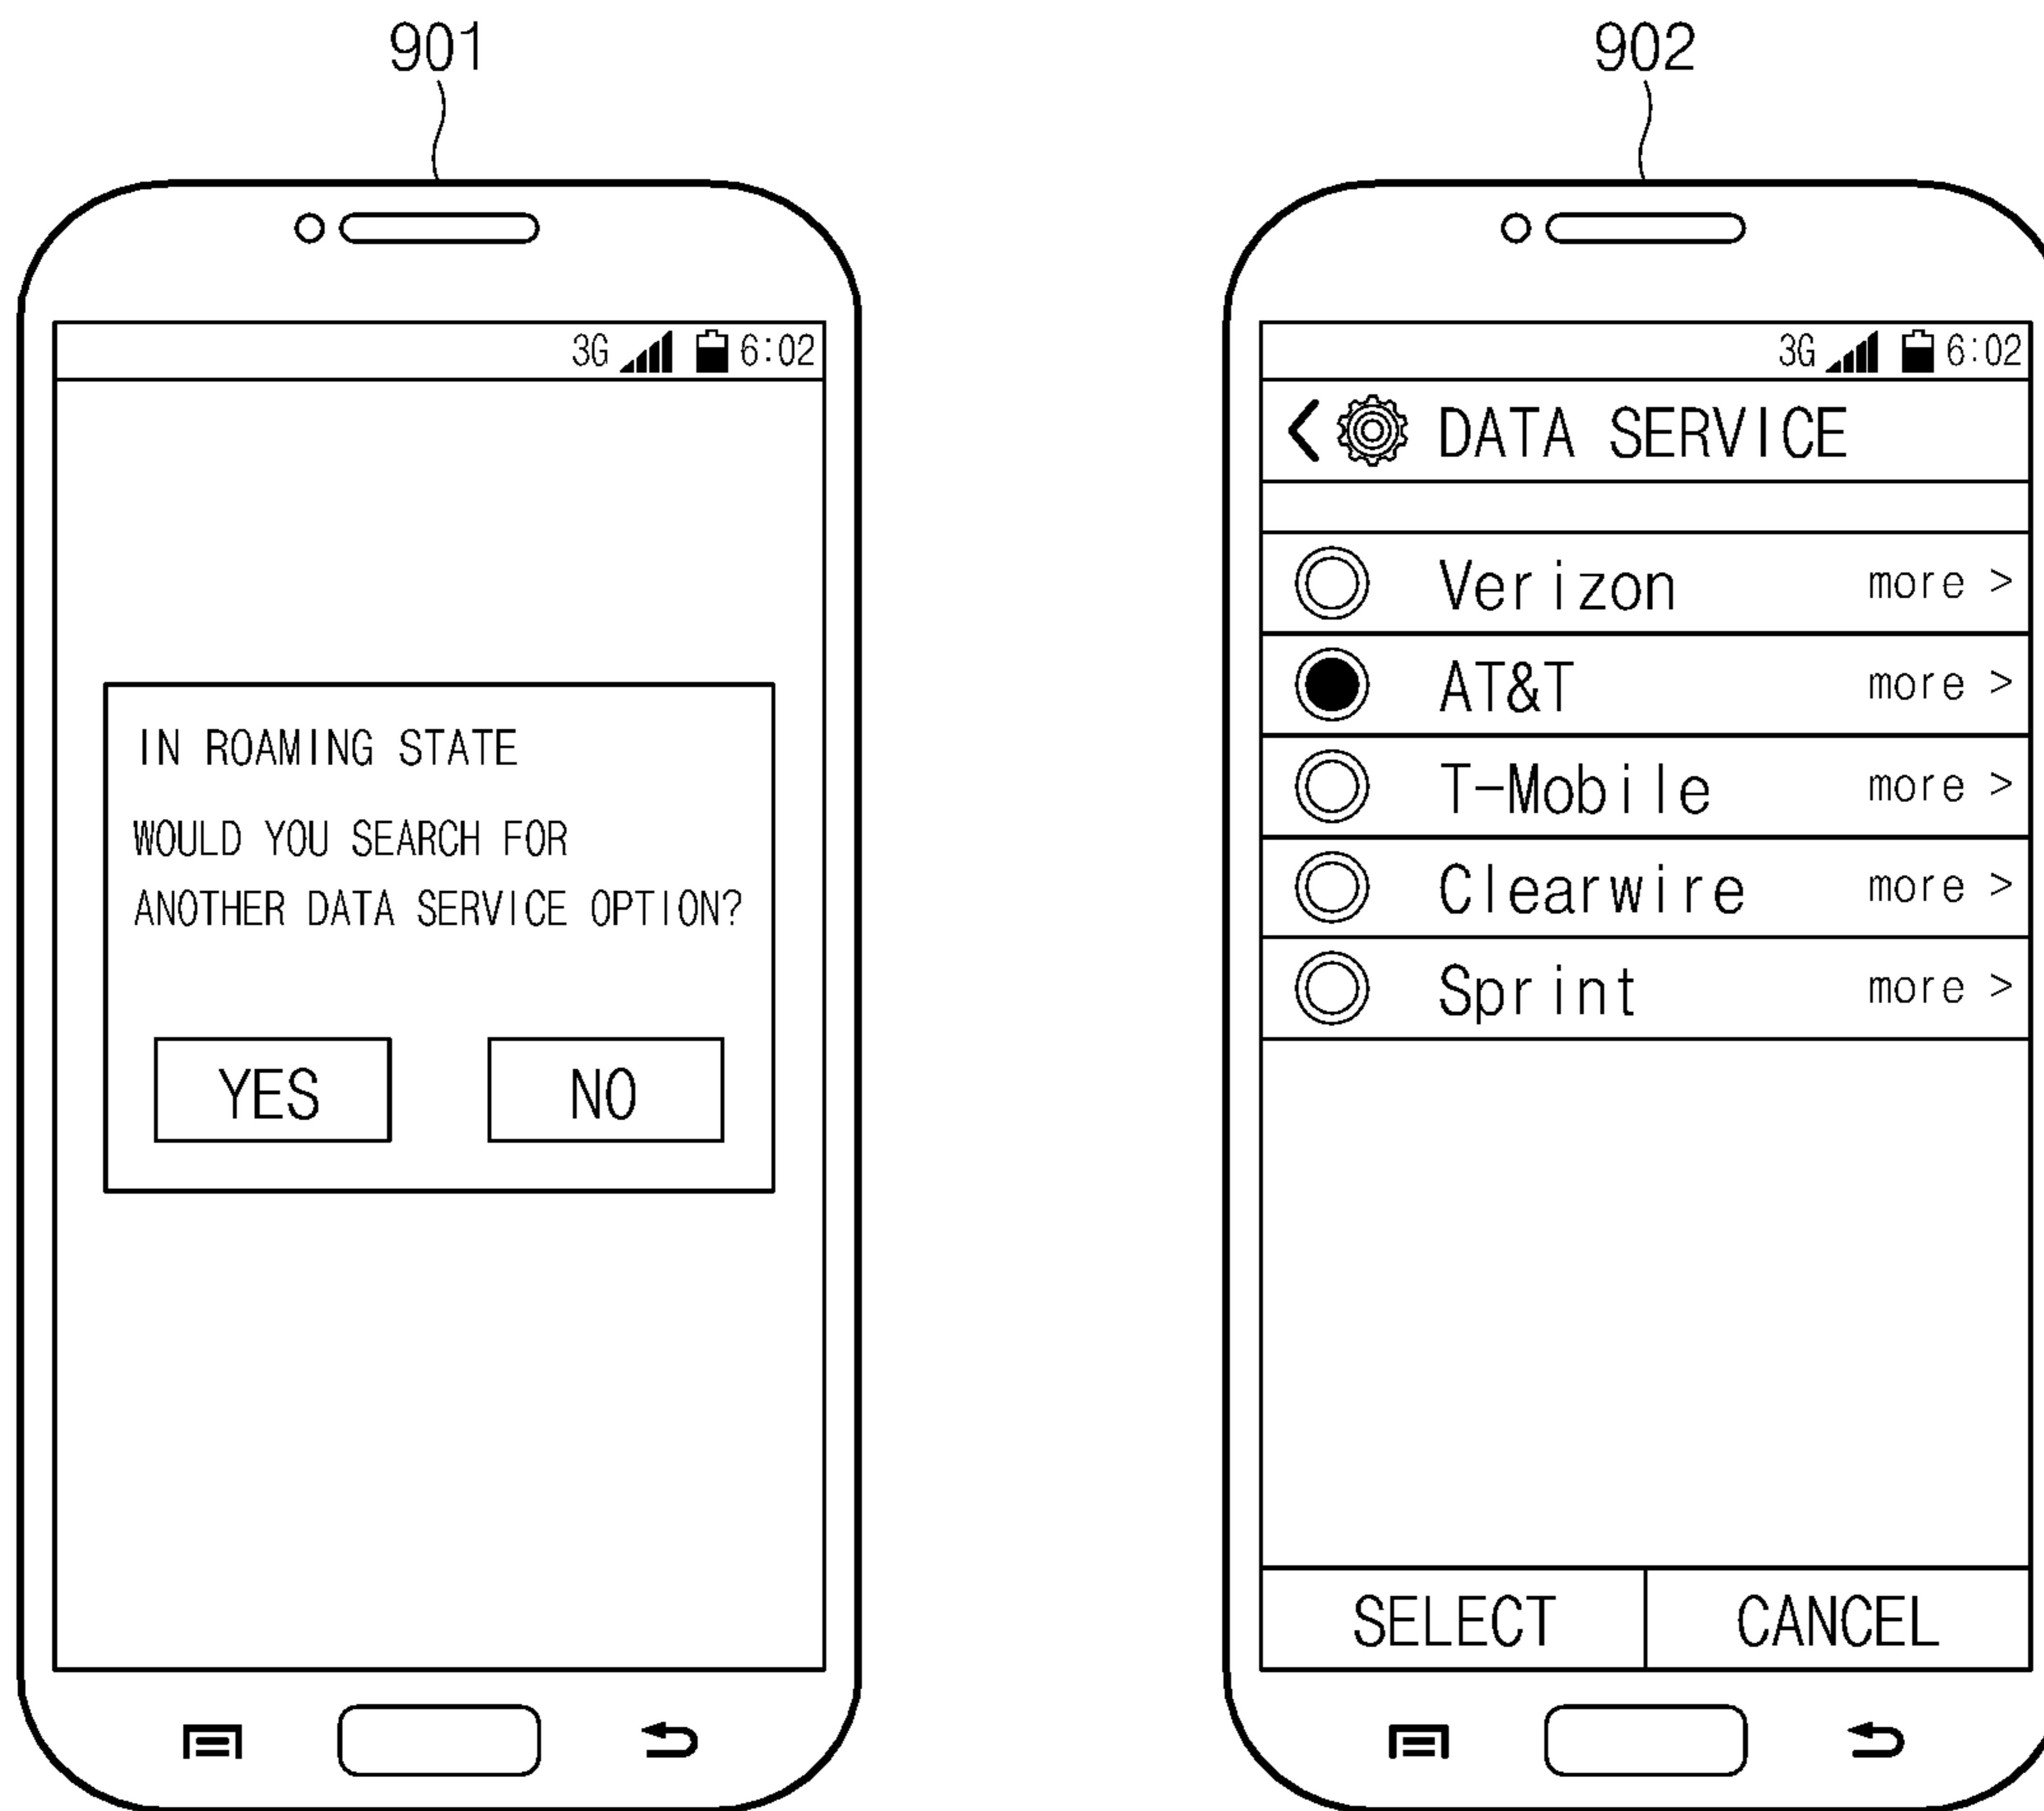 901
3G 6:02
IN ROAMING STATE
WOULD YOU SEARCH FOR
ANOTHER DATA SERVICE OPTION?
YES NO
902
3G 6:02
< DATA SERVICE
Verizon more >
AT&T more >
T-Mobile more >
Clearwire more >
Sprint more >
SELECT CANCEL